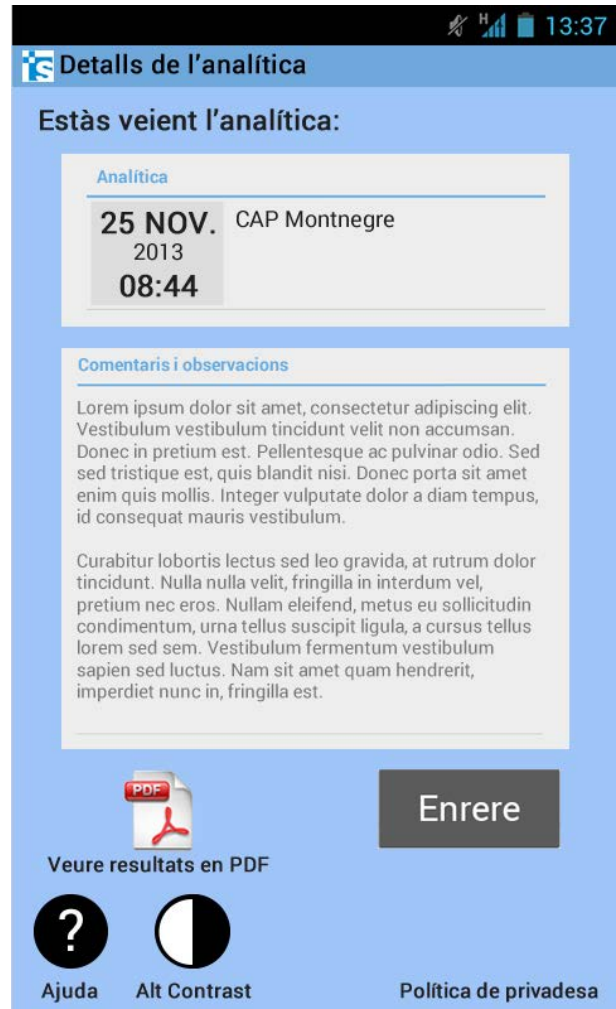 H 13:37
iS Detalls de l'analítica
Estàs veient l'analítica:
Analítica
25 NOV.
2013
08:44
CAP Montnegre
Comentaris i observacions
Lorem ipsum dolor sit amet, consectetur adipiscing elit.
Vestibulum vestibulum tincidunt velit non accumsan.
Donec in pretium est. Pellentesque ac pulvinar odio. Sed
sed tristique est, quis blandit nisi. Donec porta sit amet
enim quis mollis. Integer vulputate dolor a diam tempus,
id consequat mauris vestibulum.
Curabitur lobortis lectus sed leo gravida, at rutrum dolor
tincidunt. Nulla nulla velit, fringilla in interdum vel,
pretium nec eros. Nullam eleifend, metus eu sollicitudin
condimentum, urna tellus suscipit ligula, a cursus tellus
lorem sed sem. Vestibulum fermentum vestibulum
sapien sed luctus. Nam sit amet quam hendrerit,
imperdiet nunc in, fringilla est.
PDF
Veure resultats en PDF
Enrere
?
Ajuda
Alt Contrast
Política de privadesa